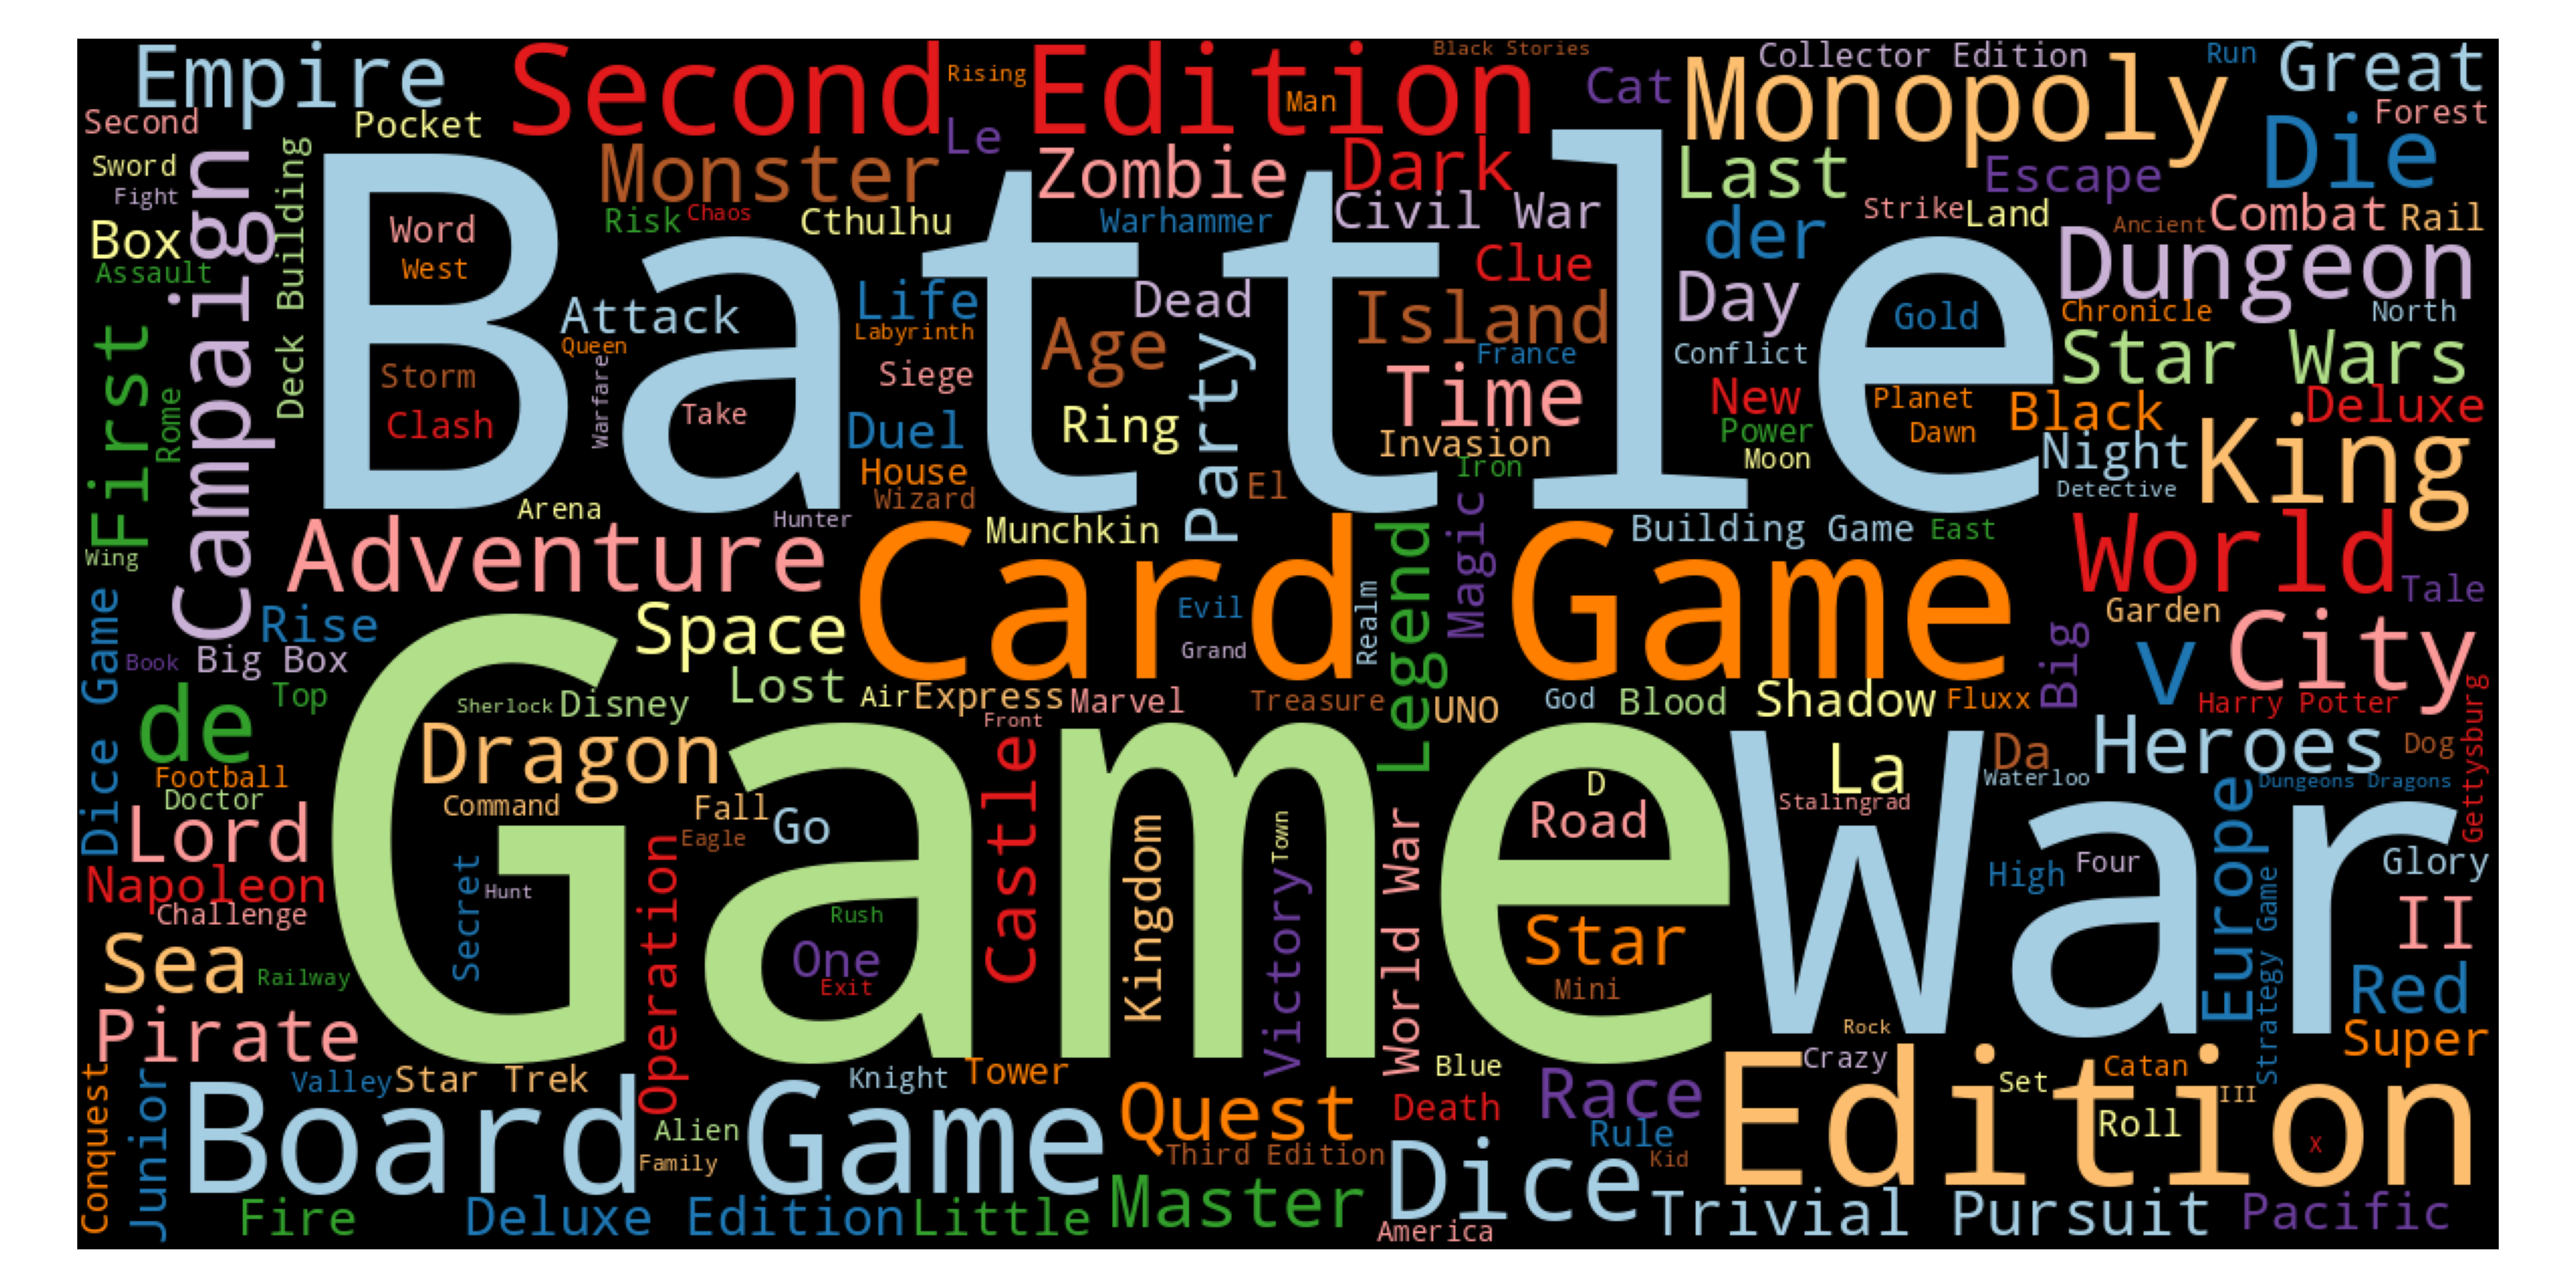 Empire
Second Edition
Rising
Black Stories
Man
Cat
Monopoly
Collector Edition
Run
Great
Second
Pocket
Le
Forest
Sword
Fight
Campaign
Deck Building
Battle
Monster
Zombie
Dark
Last
Escape
Die
Box
Word
Risk
Chaos
Cthulhu
Warhammer
Civil War
der
Strike
Land
Ancient
Combat
Rail
Assault
West
Attack
Life
Dead
Clue
Island
Day
Gold
Dungeon
Chronicle
North
First
Rome
Storm
Queen
Labyrinth
Age
Party
France
Conflict
Star Wars
Clash
Warfare
Take
Siege
Duel
Ring
Time
Invasion
New
Power
Planet
Dawn
Black
Deluxe
House
Wizard
El
Iron
Moon
Night
King
Detective
Arena
Hunter
Wing
Adventure
Card Game
Munchkin
Legend
Magic
Building Game
East
World
Tale
Dice Game
Rise
Space
Evil
Realm
Garden
City
Book
Big Box
Grand
Big
v
de
Top
Game
Sherlock
Disney
Lost
Air
Express
Marvel
Treasure
UNO
God
Blood
Shadow
Fluxx
Harry Potter
Gettysburg
Front
Dragon
Castle
War
La
Da
Heroes
Dog
Football
Doctor
Command
Fall
Go
D
Road
Stalingrad
Waterloo
Dungeons Dragons
Lord
Eagle
Kingdom
Town
World War
Europe
Napoleon
Secret
Hunt
Operation
Victory
High
Four
Glory
Challenge
Rush
Star
Strategy Game
II
Sea
Railway
One
Exit
Mini
Red
Pirate
Rock
Super
Conquest
Junior
Valley
Star Trek
Knight
Tower
Blue
Race
Crazy
Edition
Set
Catan
III
Board Game
Alien
Quest
Death
Rule
Roll
X
Family
Third Edition
Dice
Kid
Fire
Deluxe Edition
Little
Master
America
Trivial Pursuit
Pacific